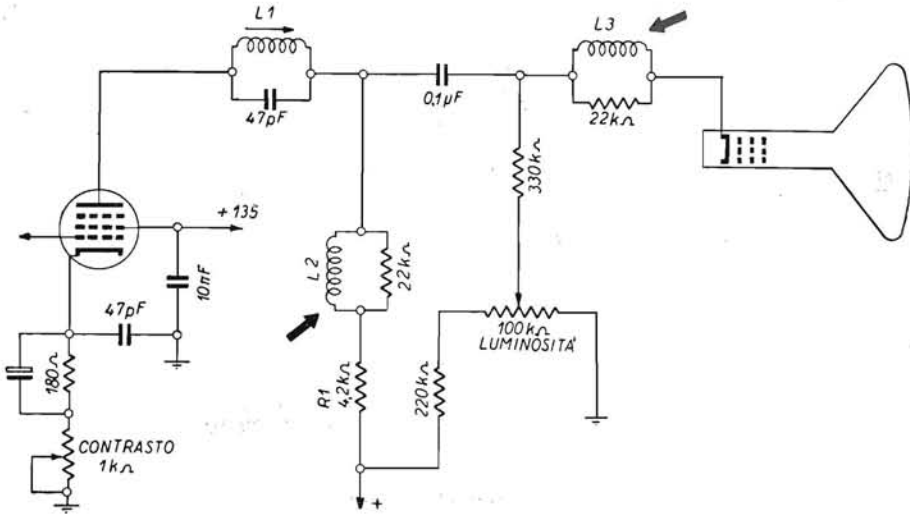 L1
47pF
0,1µF
L3
22kΩ
330kΩ
+135
10nF
47pF
180Ω
CONTRASTO
1kΩ
L2
22kΩ
R1
4,2kΩ
220kΩ
100kΩ
LUMINOSITÀ
+